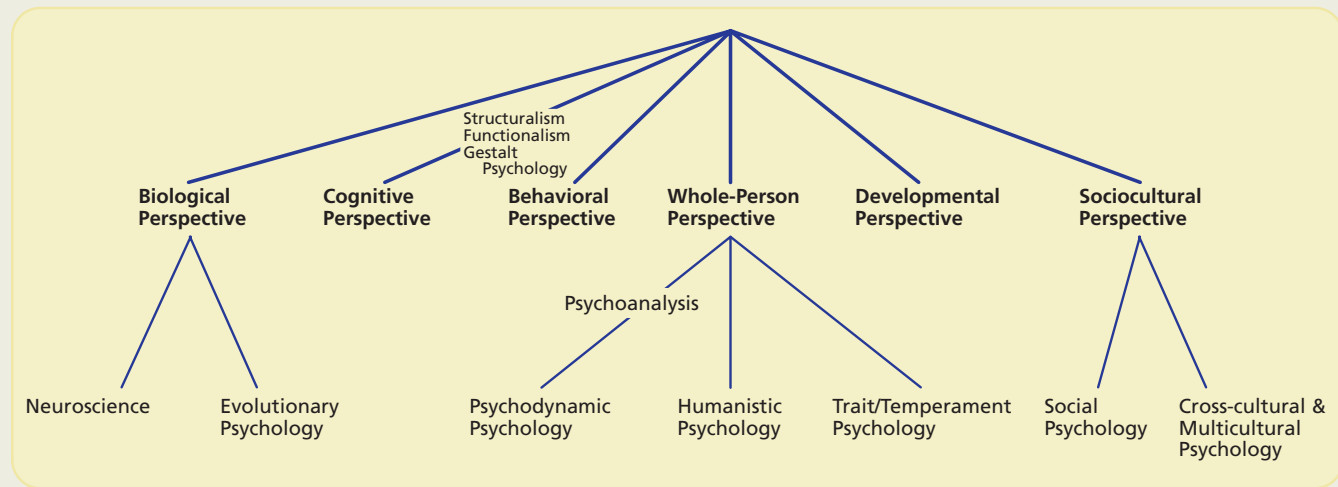 Structuralism
Functionalism
Gestalt
Psychology
Biological
Perspective
Cognitive
Perspective
Behavioral
Perspective
Whole-Person
Perspective
Developmental
Perspective
Sociocultural
Perspective
Psychoanalysis
Neuroscience
Evolutionary
Psychology
Psychodynamic
Psychology
Humanistic
Psychology
Trait/Temperament
Psychology
Social
Psychology
Cross-cultural &
Multicultural
Psychology